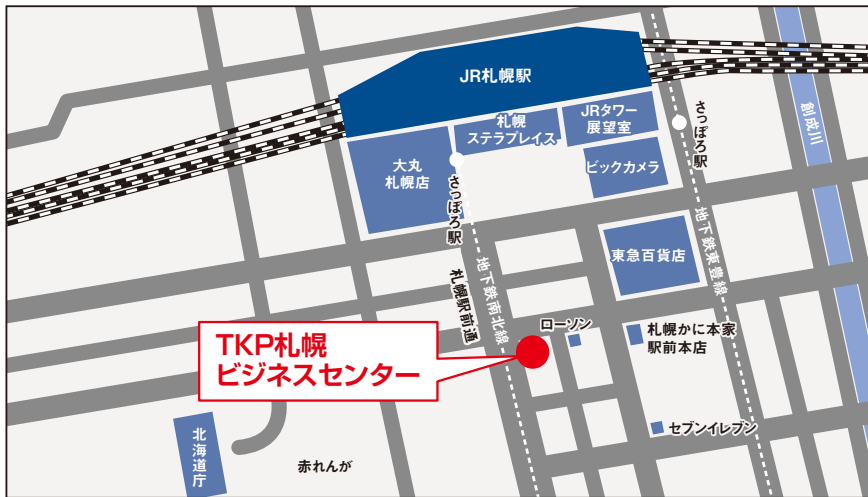 JR札幌駅
札幌
ステラプレイス
JRタワー
展望室
さっぽろ駅
創成川
大丸
札幌店
さっぽろ駅
ビックカメラ
東急百貨店
地下鉄東豊線
札幌駅前通
地下鉄南北線
ローソン
札幌かに本家
駅前本店
TKP札幌
ビジネスセンター
セブンイレブン
北海道庁
赤れんが